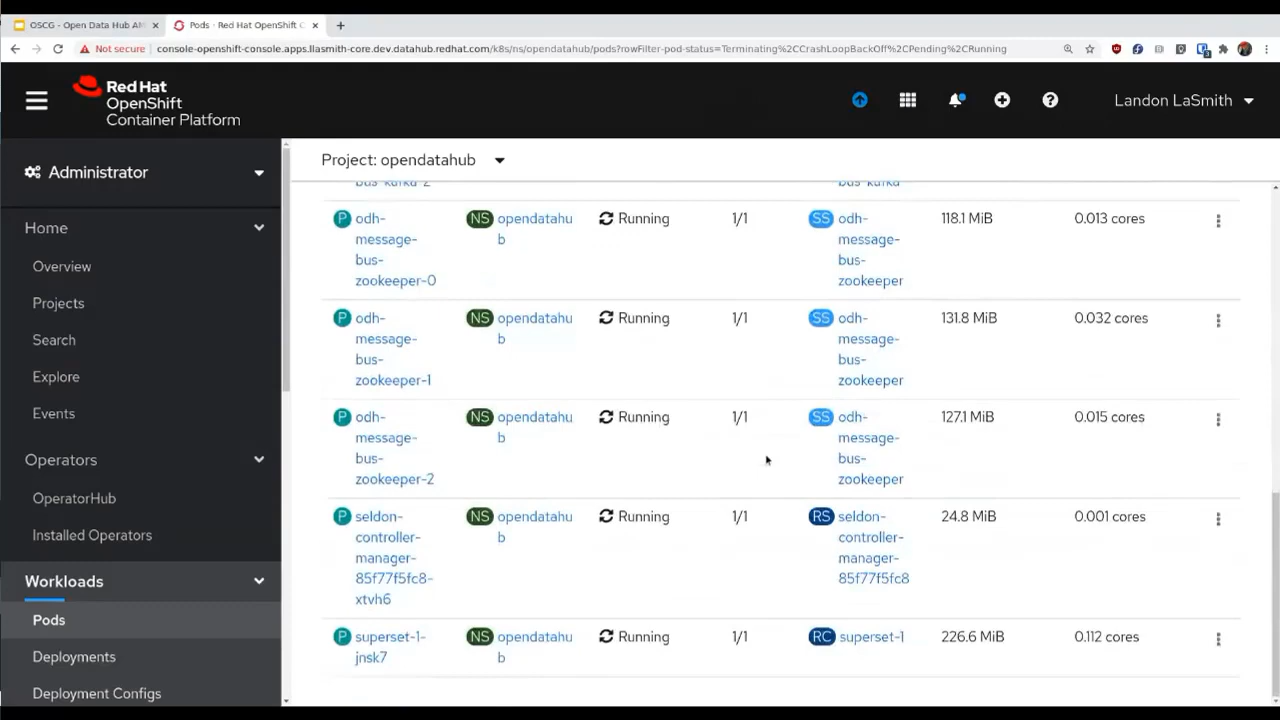 OSCG - Open Data Hub AM
Pods · Red Hat OpenShift C
Not secure
console-openshift-console.apps.llasmith-core.dev.datahub.redhat.com/k8s/ns/opendatahub/pods?rowFilter-pod-status=Terminating%2CCrashLoopBackOff%2CPending%2CRunning
Red Hat
OpenShift
Container Platform
Landon LaSmith
Administrator
Home
Overview
Projects
Search
Explore
Events
Operators
OperatorHub
Installed Operators
Workloads
Pods
Deployments
Deployment Configs
Project: opendatahub
bus-kafka-2
bus-kafka
P odh-message-bus-zookeeper-0 NS opendatahub Running 1/1 SS odh-message-bus-zookeeper 118.1 MiB 0.013 cores
P odh-message-bus-zookeeper-1 NS opendatahub Running 1/1 SS odh-message-bus-zookeeper 131.8 MiB 0.032 cores
P odh-message-bus-zookeeper-2 NS opendatahub Running 1/1 SS odh-message-bus-zookeeper 127.1 MiB 0.015 cores
P seldon-controller-manager-85f77f5fc8-xtvh6 NS opendatahub Running 1/1 RS seldon-controller-manager-85f77f5fc8 24.8 MiB 0.001 cores
P superset-1-jnsk7 NS opendatahub Running 1/1 RC superset-1 226.6 MiB 0.112 cores